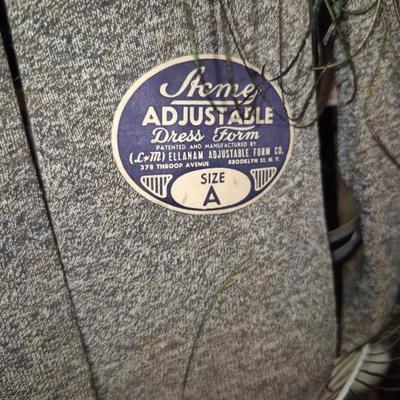 Acme
ADJUSTABLE
Dress Form
PATENTED AND MANUFACTURED BY
(L&M) ELLANAM ADJUSTABLE FORM CO.
378 THROOP AVENUE BROOKLYN 21, N.Y.
SIZE
A